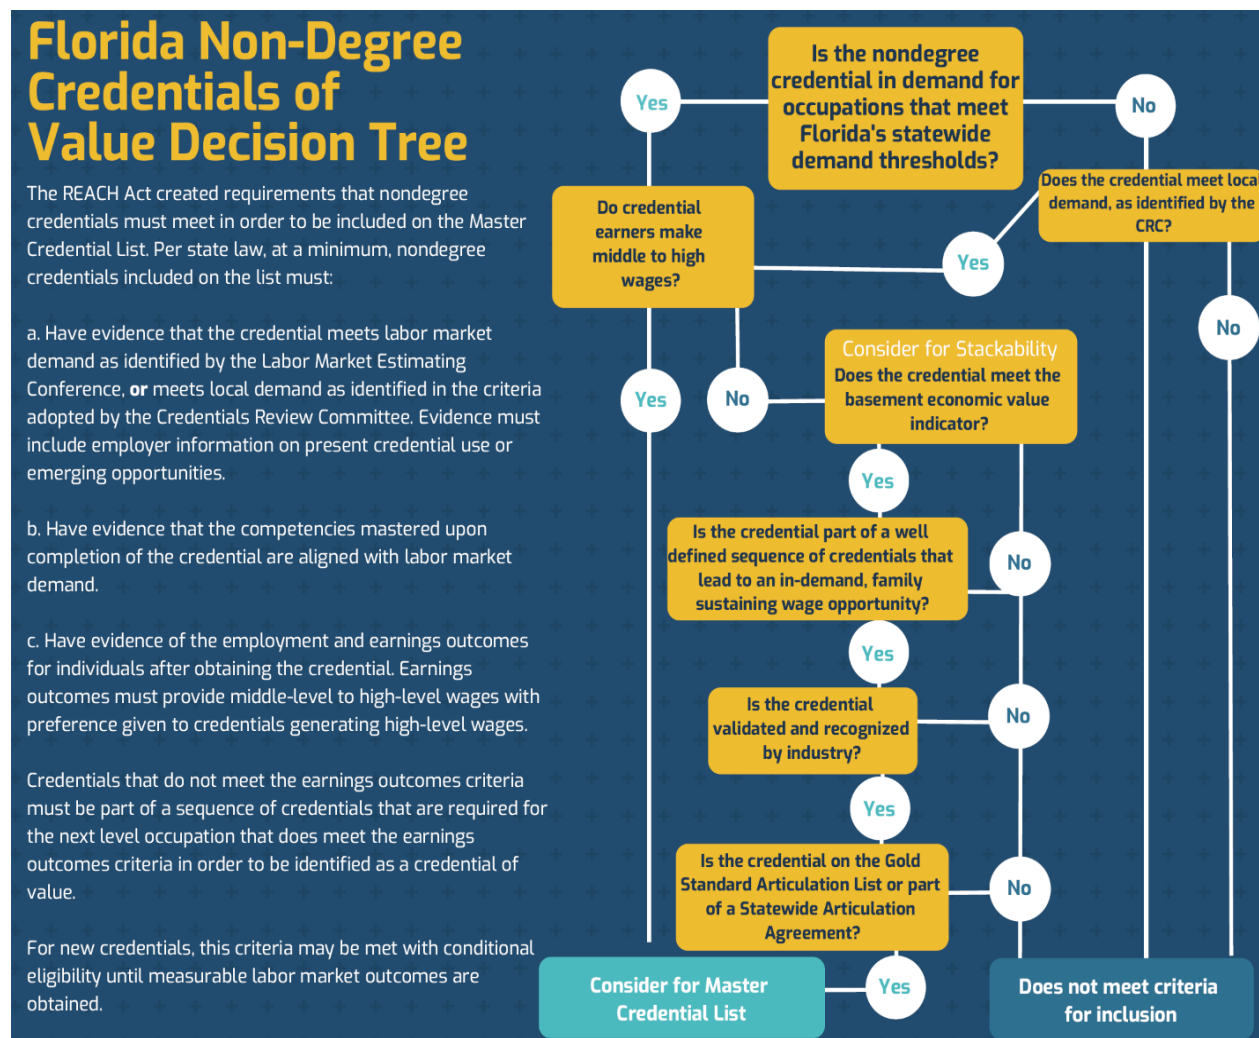 Florida Non-Degree
Credentials of
Value Decision Tree
The REACH Act created requirements that nondegree
credentials must meet in order to be included on the Master
Credential List. Per state law, at a minimum, nondegree
credentials included on the list must:
a. Have evidence that the credential meets labor market
demand as identified by the Labor Market Estimating
Conference, or meets local demand as identified in the criteria
adopted by the Credentials Review Committee. Evidence must
include employer information on present credential use or
emerging opportunities.
b. Have evidence that the competencies mastered upon
completion of the credential are aligned with labor market
demand.
c. Have evidence of the employment and earnings outcomes
for individuals after obtaining the credential. Earnings
outcomes must provide middle-level to high-level wages with
preference given to credentials generating high-level wages.
Credentials that do not meet the earnings outcomes criteria
must be part of a sequence of credentials that are required for
the next level occupation that does meet the earnings
outcomes criteria in order to be identified as a credential of
value.
For new credentials, this criteria may be met with conditional
eligibility until measurable labor market outcomes are
obtained.
Is the nondegree
credential in demand for
occupations that meet
Florida's statewide
demand thresholds?
Yes
No
Do credential
earners make
middle to high
wages?
Does the credential meet local
demand, as identified by the
CRC?
Yes
No
Yes
No
Consider for Stackability
Does the credential meet the
basement economic value
indicator?
Yes
No
Is the credential part of a well
defined sequence of credentials that
lead to an in-demand, family
sustaining wage opportunity?
Yes
No
Is the credential
validated and recognized
by industry?
Yes
No
Is the credential on the Gold
Standard Articulation List or part
of a Statewide Articulation
Agreement?
Yes
Consider for Master
Credential List
Does not meet criteria
for inclusion